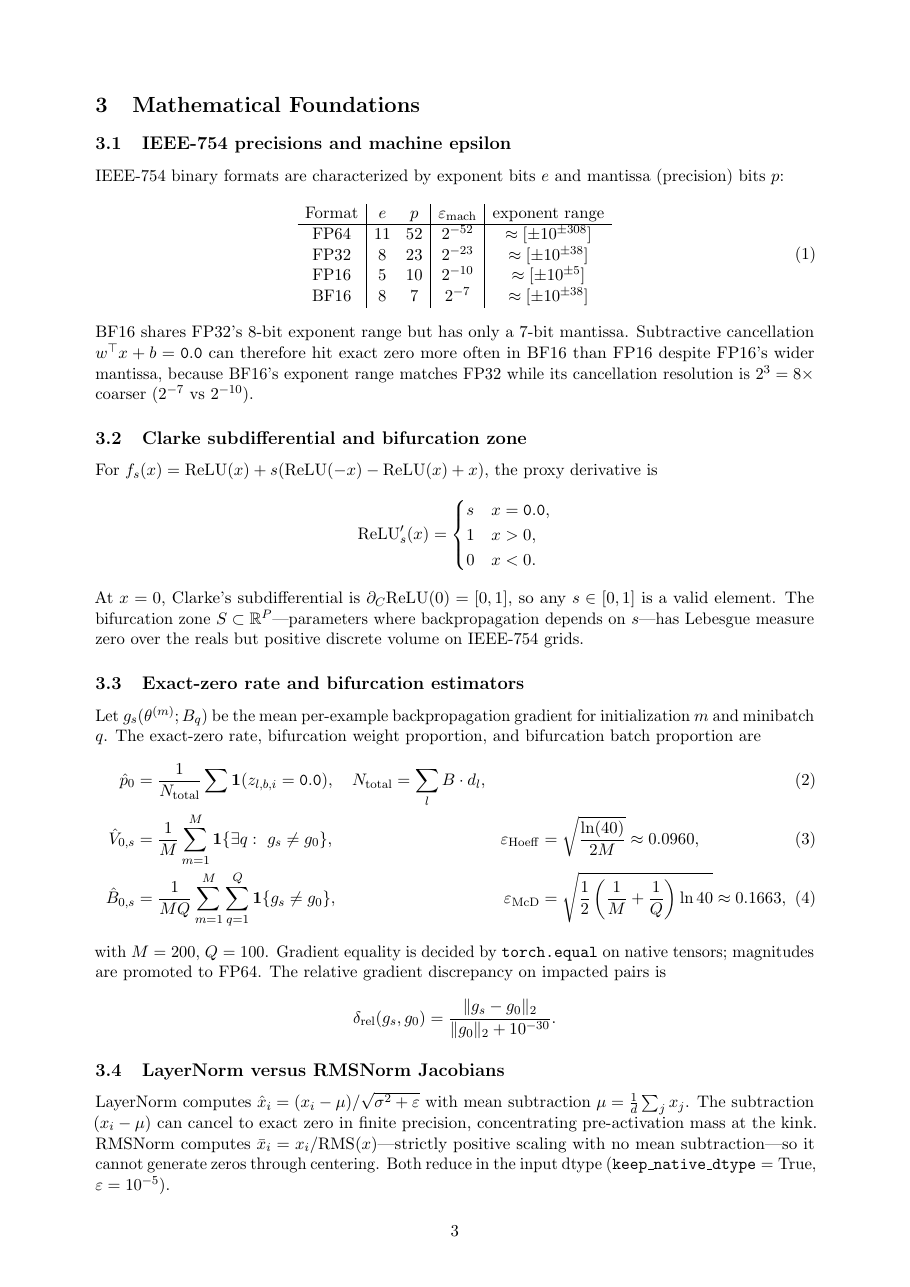 3 Mathematical Foundations
3.1 IEEE-754 precisions and machine epsilon
IEEE-754 binary formats are characterized by exponent bits e and mantissa (precision) bits p:
Format e p ε_mach exponent range
FP64 11 52 2^{−52} ≈ [±10^{±308}]
FP32 8 23 2^{−23} ≈ [±10^{±38}]
FP16 5 10 2^{−10} ≈ [±10^{±5}]
BF16 8 7 2^{−7} ≈ [±10^{±38}]
(1)
BF16 shares FP32's 8-bit exponent range but has only a 7-bit mantissa. Subtractive cancellation
w^⊤x + b = 0.0 can therefore hit exact zero more often in BF16 than FP16 despite FP16's wider
mantissa, because BF16's exponent range matches FP32 while its cancellation resolution is 2^3 = 8×
coarser (2^{−7} vs 2^{−10}).
3.2 Clarke subdifferential and bifurcation zone
For f_s(x) = ReLU(x) + s(ReLU(−x) − ReLU(x) + x), the proxy derivative is
ReLU′_s(x) = { s x = 0.0,
1 x > 0,
0 x < 0.
At x = 0, Clarke's subdifferential is ∂_C ReLU(0) = [0, 1], so any s ∈ [0, 1] is a valid element. The
bifurcation zone S ⊂ ℝ^P—parameters where backpropagation depends on s—has Lebesgue measure
zero over the reals but positive discrete volume on IEEE-754 grids.
3.3 Exact-zero rate and bifurcation estimators
Let g_s(θ^{(m)}; B_q) be the mean per-example backpropagation gradient for initialization m and minibatch
q. The exact-zero rate, bifurcation weight proportion, and bifurcation batch proportion are
p̂_0 = \frac{1}{N_total} ∑ 1(z_{l,b,i} = 0.0), N_total = ∑_l B · d_l, (2)
V̂_{0,s} = \frac{1}{M} ∑_{m=1}^{M} 1{∃q : g_s ≠ g_0}, ε_Hoeff = \sqrt{\frac{ln(40)}{2M}} ≈ 0.0960, (3)
B̂_{0,s} = \frac{1}{MQ} ∑_{m=1}^{M} ∑_{q=1}^{Q} 1{g_s ≠ g_0}, ε_McD = \sqrt{\frac{1}{2} (\frac{1}{M} + \frac{1}{Q}) ln 40} ≈ 0.1663, (4)
with M = 200, Q = 100. Gradient equality is decided by torch.equal on native tensors; magnitudes
are promoted to FP64. The relative gradient discrepancy on impacted pairs is
δ_rel(g_s, g_0) = \frac{‖g_s − g_0‖_2}{‖g_0‖_2 + 10^{−30}}.
3.4 LayerNorm versus RMSNorm Jacobians
LayerNorm computes x̂_i = (x_i − μ)/\sqrt{σ^2 + ε} with mean subtraction μ = \frac{1}{d} ∑_j x_j. The subtraction
(x_i − μ) can cancel to exact zero in finite precision, concentrating pre-activation mass at the kink.
RMSNorm computes x̄_i = x_i/RMS(x)—strictly positive scaling with no mean subtraction—so it
cannot generate zeros through centering. Both reduce in the input dtype (keep_native_dtype = True,
ε = 10^{−5}).
3